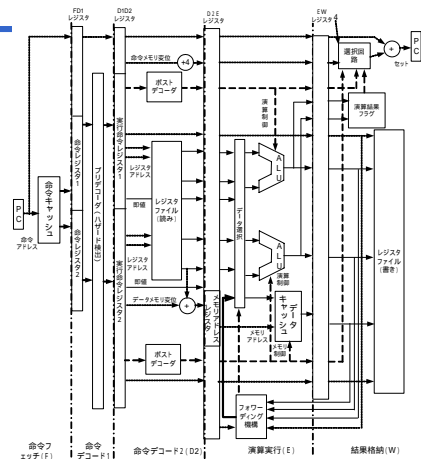 FD1
レジスタ
D1D2
レジスタ
D2E
レジスタ
EW
レジスタ
4
選択回
路
+
P
C
セット
命令メモリ変位
+4
ポスト
デコーダ
演算
制御
演算結果
フラグ
実行命令レジスタ1
命令レジスタ1
プリデコーダ(ハザード検出)
レジスタ
アドレス
レジスタ
ファイル
(読み)
即値
データ選択
ALU
P
C
命令
アドレス
命令キャッシュ
命令レジスタ2
実行命令レジスタ2
レジスタ
アドレス
即値
データメモリ変位
+
メモリアドレス
レジスタ
ALU
演算
制御
データ
キャッシュ
メモリ
アドレス
メモリ
制御
レジスタ
ファイル
(書き)
ポスト
デコーダ
フォワー
ディング
機構
命令フ
ェッチ(F)
命令
デコード1
命令デコード2(D2)
演算実行(E)
結果格納(W)